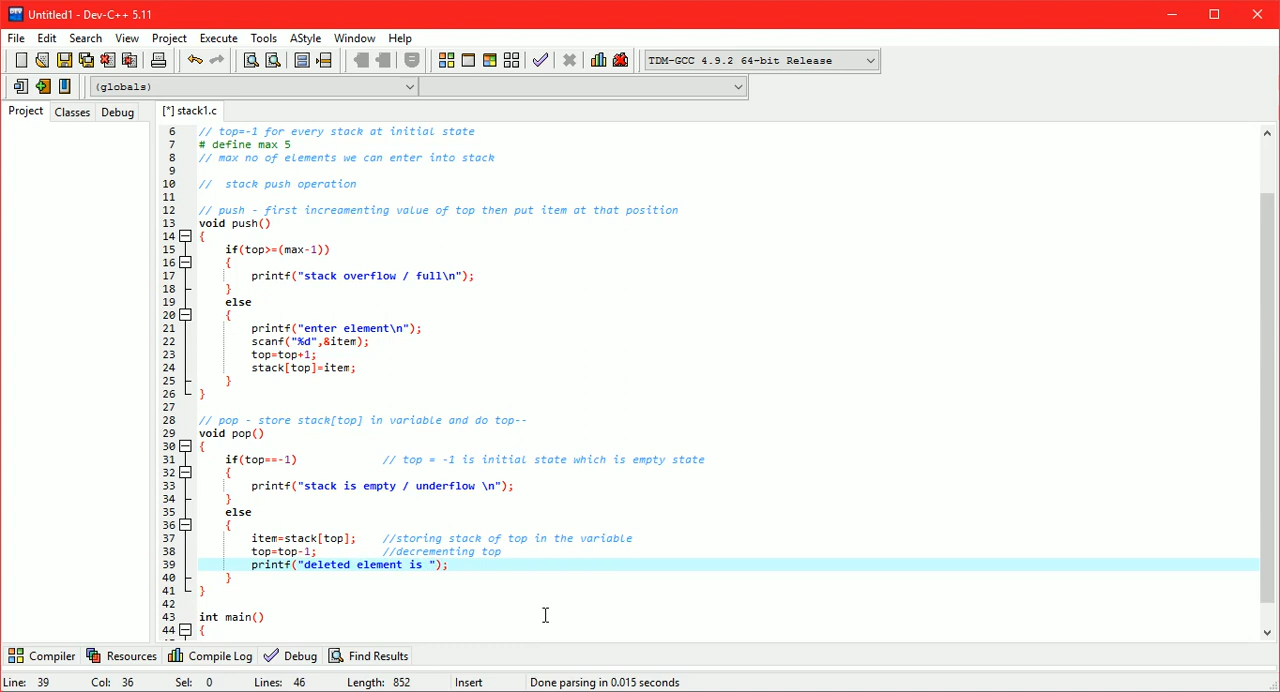 Untitled1 - Dev-C++ 5.11
File Edit Search View Project Execute Tools AStyle Window Help
TDM-GCC 4.9.2 64-bit Release
(globals)
Project Classes Debug [*] stack1.c
6 // top=-1 for every stack at initial state
7 # define max 5
8 // max no of elements we can enter into stack
9
10 //  stack push operation
11
12 // push - first increamenting value of top then put item at that position
13 void push()
14 {
15     if(top>=(max-1))
16     {
17         printf("stack overflow / full\n");
18     }
19     else
20     {
21         printf("enter element\n");
22         scanf("%d",&item);
23         top=top+1;
24         stack[top]=item;
25     }
26 }
27
28 // pop - store stack[top] in variable and do top--
29 void pop()
30 {
31     if(top==-1)             // top = -1 is initial state which is empty state
32     {
33         printf("stack is empty / underflow \n");
34     }
35     else
36     {
37         item=stack[top];    //storing stack of top in the variable
38         top=top-1;          //decrementing top
39         printf("deleted element is ");
40     }
41 }
42
43 int main()
44 {
Compiler Resources Compile Log Debug Find Results
Line: 39 Col: 36 Sel: 0 Lines: 46 Length: 852 Insert Done parsing in 0.015 seconds